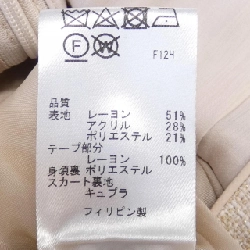 F12H
品質
表地 レーヨン 51%
アクリル 28%
ポリエステル 21%
テープ部分
レーヨン 100%
身頃裏 ポリエステル
スカート裏地
キュプラ
フィリピン製